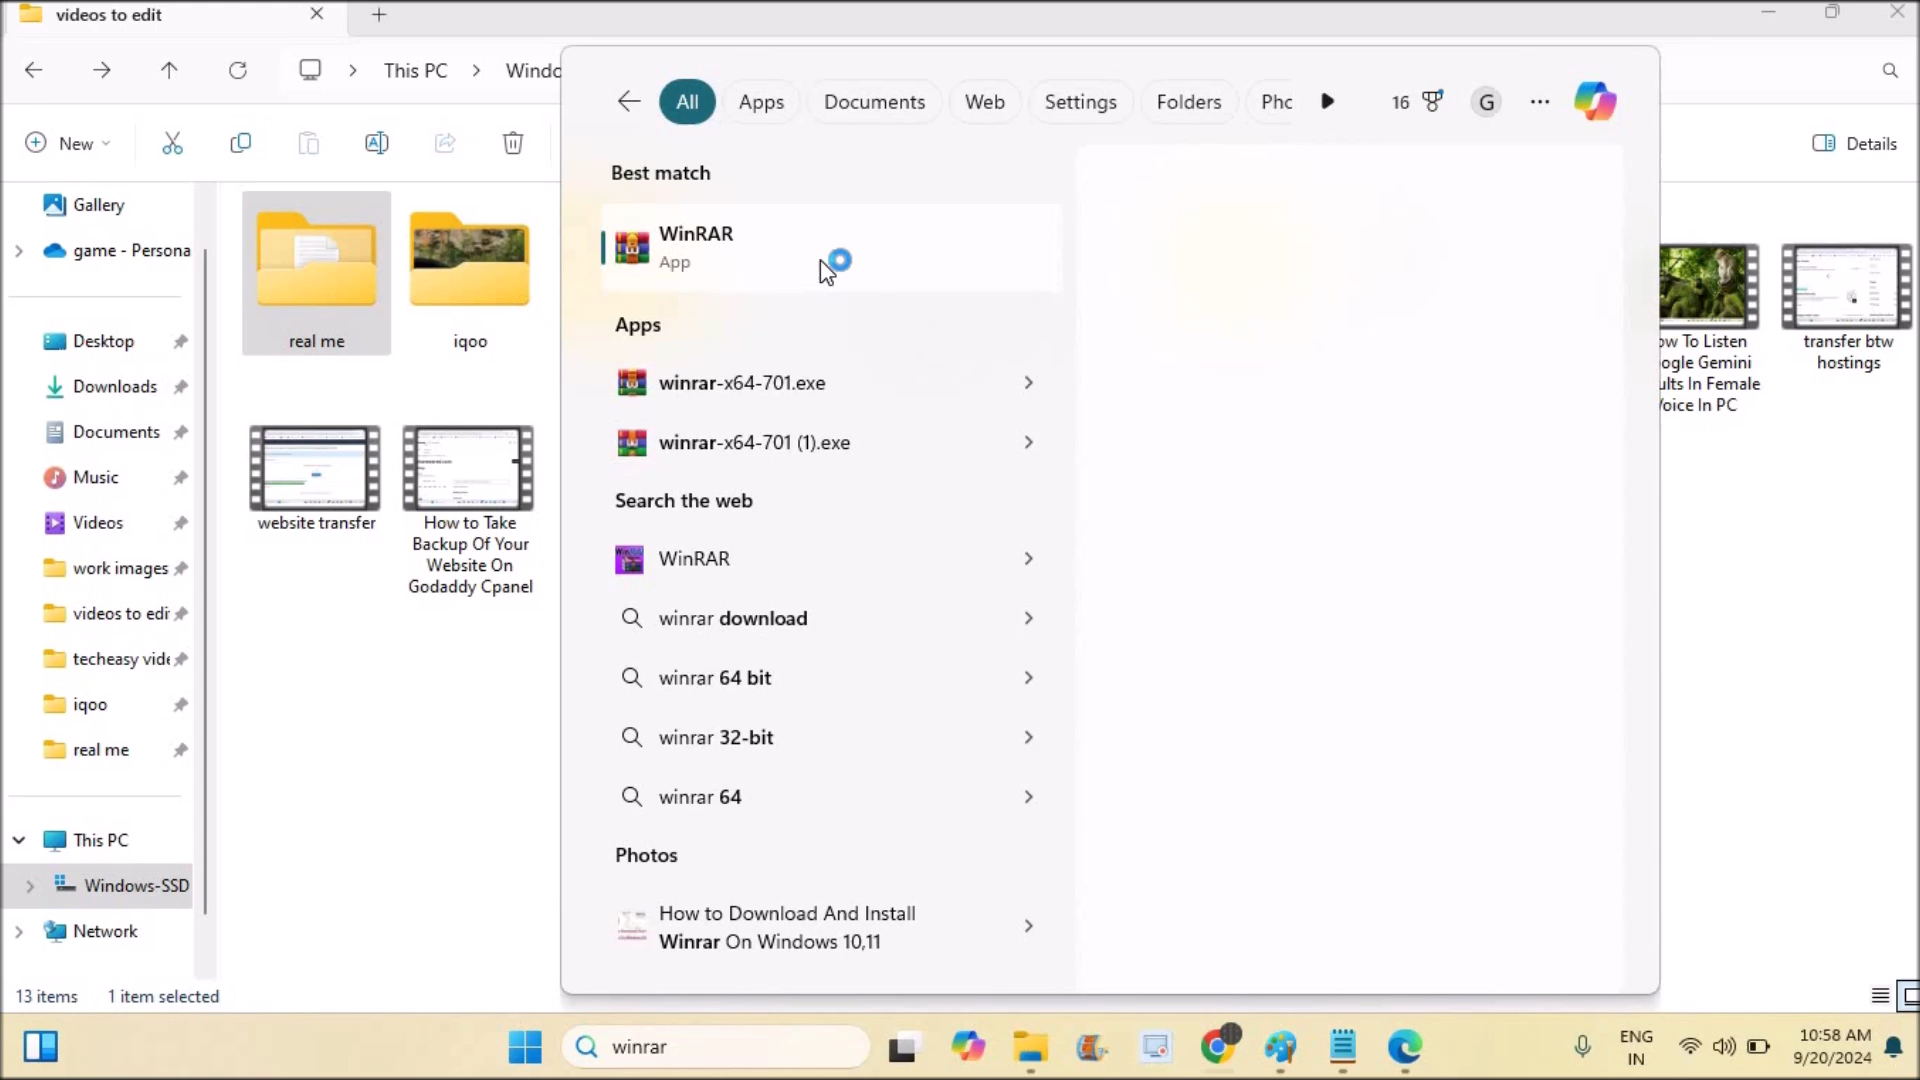 videos to edit
This PC
Windo
New
Details
All
Apps
Documents
Web
Settings
Folders
Pho
16
G
Gallery
game - Persona
Desktop
Downloads
Documents
Music
Videos
work images
videos to edi
techeasy vide
iqoo
real me
This PC
Windows-SSD
Network
real me
iqoo
website transfer
How to Take
Backup Of Your
Website On
Godaddy Cpanel
Best match
WinRAR
App
Apps
winrar-x64-701.exe
winrar-x64-701 (1).exe
Search the web
WinRAR
winrar download
winrar 64 bit
winrar 32-bit
winrar 64
Photos
How to Download And Install
Winrar On Windows 10,11
ow To Listen
ogle Gemini
ults In Female
Voice In PC
transfer btw
hostings
13 items
1 item selected
winrar
ENG
IN
10:58 AM
9/20/2024